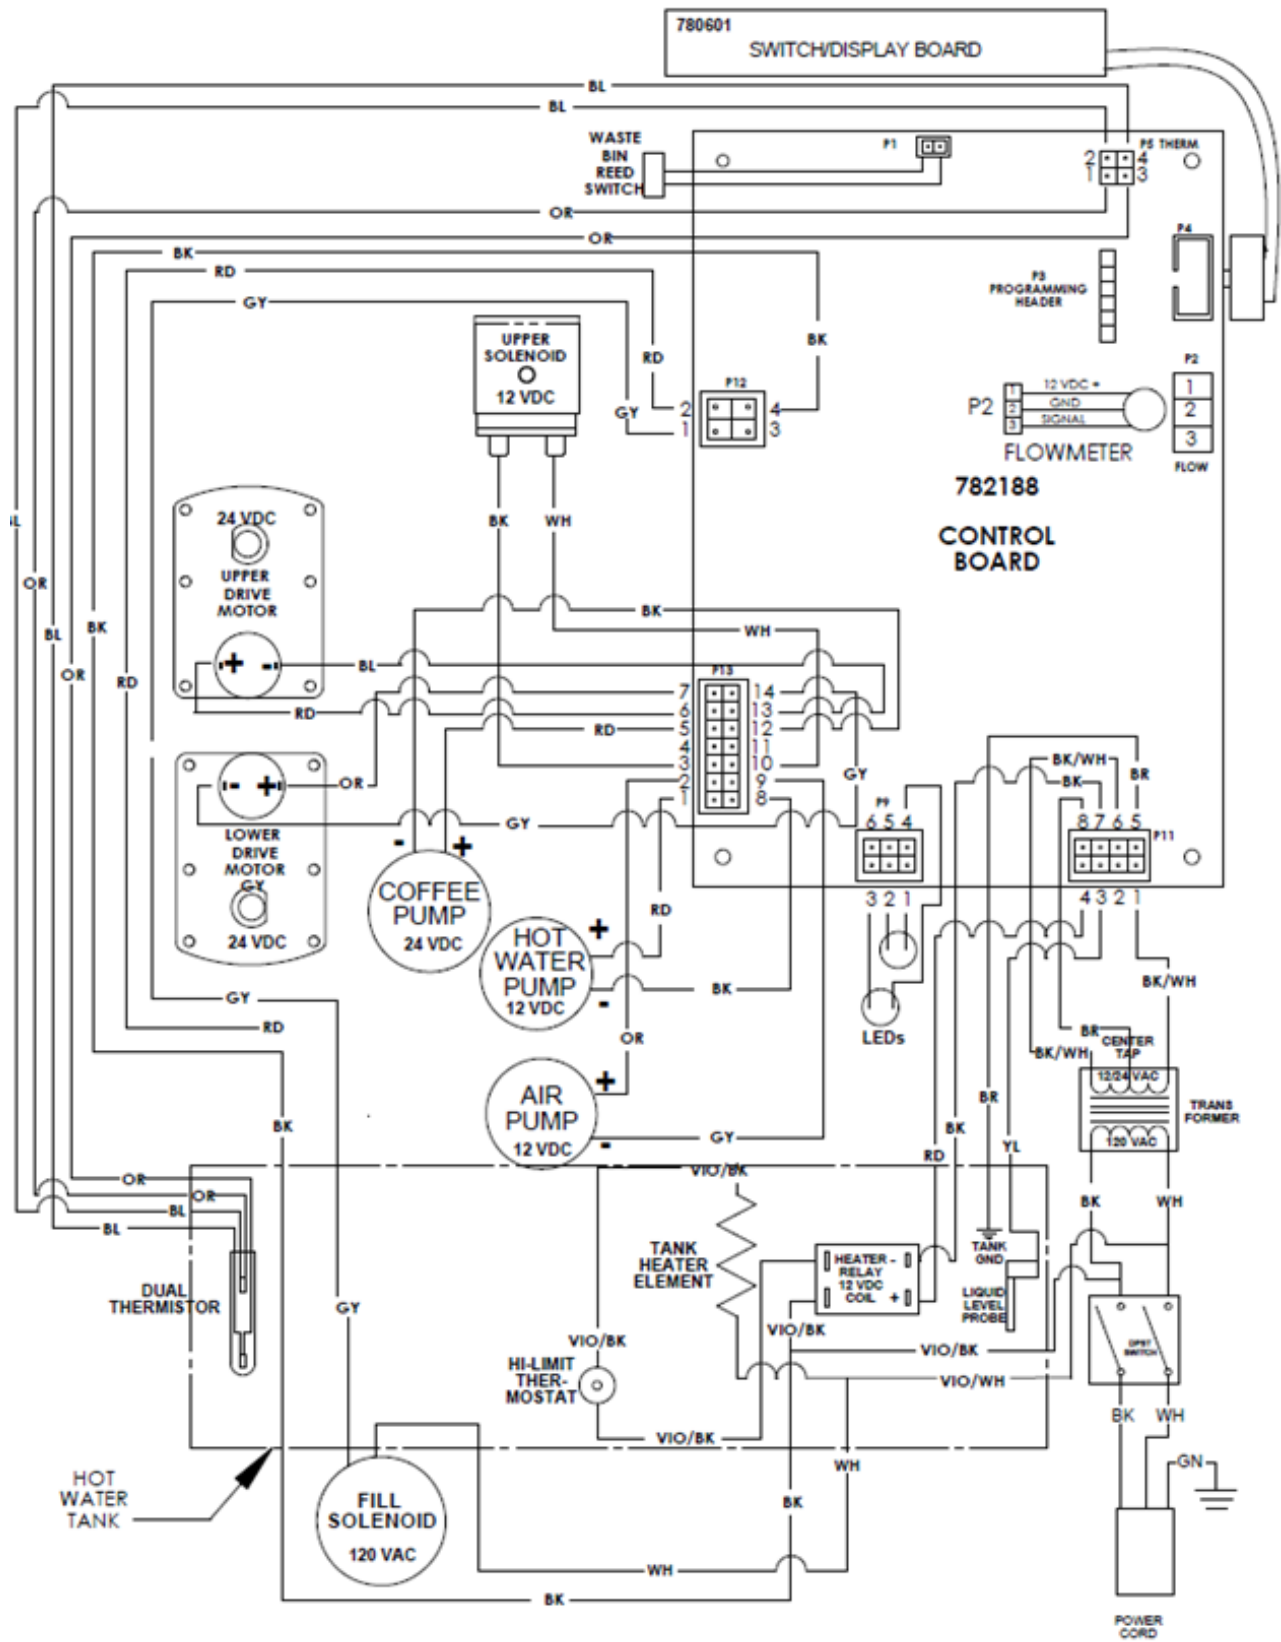 780601
SWITCH/DISPLAY BOARD
BL
BL
WASTE
BIN
REED
SWITCH
P1
P5 THERM
2
4
1
3
OR
OR
BK
RD
GY
P4
P3
PROGRAMMING
HEADER
UPPER
SOLENOID
12 VDC
RD
BK
GY
P12
2
4
1
3
P2
1
2
3
FLOW
P2
1
2
3
12 VDC +
GND
SIGNAL
FLOWMETER
782188
CONTROL
BOARD
BK
WH
24 VDC
UPPER
DRIVE
MOTOR
+
-
OR
BL
BK
OR
RD
BK
WH
BL
RD
RD
P13
7
6
5
4
3
2
1
14
13
12
11
10
9
8
-
+
OR
GY
LOWER
DRIVE
MOTOR
GY
24 VDC
GY
BK/WH
BK
BR
P9
6 5 4
3 2 1
8 7 6 5
P11
4 3 2 1
-
+
COFFEE
PUMP
24 VDC
RD
HOT
WATER
PUMP
12 VDC
+
-
BK
OR
LEDs
BK/WH
GY
RD
BR
CENTER
TAP
BK/WH
12/24 VAC
TRANS
FORMER
120 VAC
AIR
PUMP
12 VDC
+
-
GY
BR
BK
YL
RD
BK
VIO/BK
BK
WH
OR
OR
BL
BL
DUAL
THERMISTOR
TANK
HEATER
ELEMENT
HEATER -
RELAY
12 VDC
COIL +
TANK
GND
LIQUID
LEVEL
PROBE
GY
VIO/BK
VIO/BK
VIO/BK
DPST
SWITCH
HI-LIMIT
THER-
MOSTAT
VIO/WH
BK
WH
VIO/BK
WH
GN
HOT
WATER
TANK
FILL
SOLENOID
120 VAC
BK
WH
BK
POWER
CORD